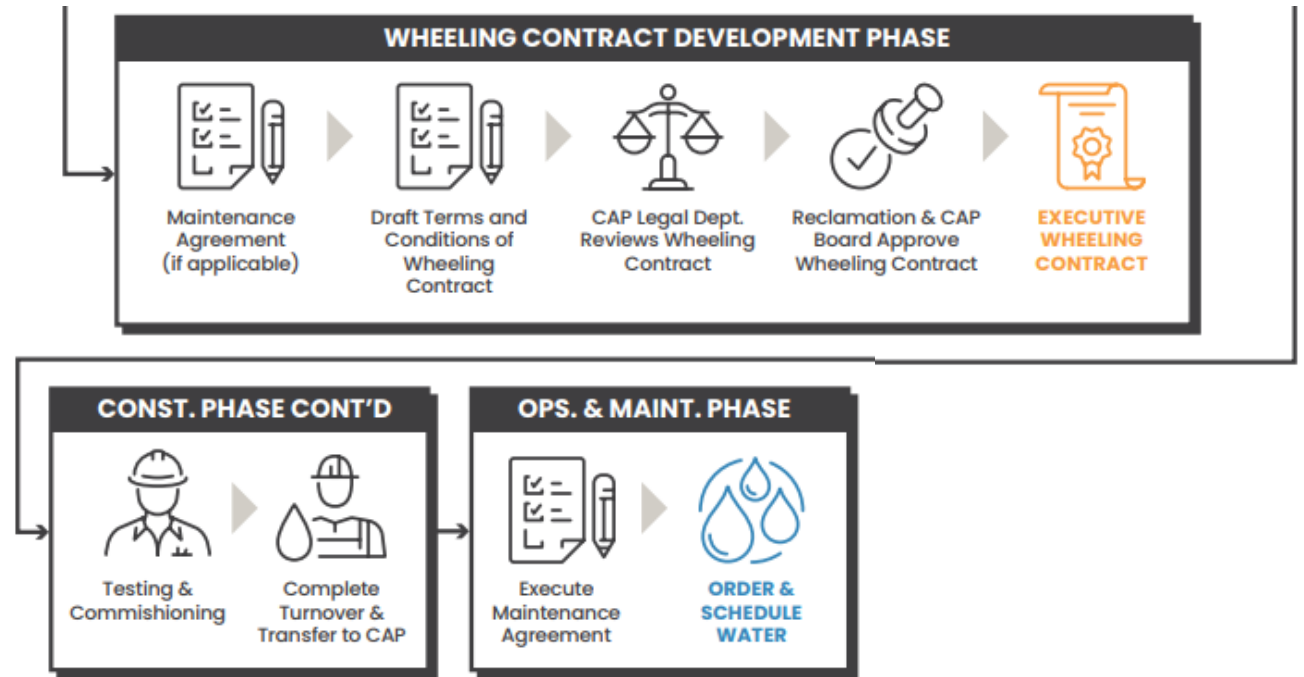 WHEELING CONTRACT DEVELOPMENT PHASE
Maintenance
Agreement
(if applicable)
Draft Terms and
Conditions of
Wheeling
Contract
CAP Legal Dept.
Reviews Wheeling
Contract
Reclamation & CAP
Board Approve
Wheeling Contract
EXECUTIVE
WHEELING
CONTRACT
CONST. PHASE CONT'D
Testing &
Commishioning
Complete
Turnover &
Transfer to CAP
OPS. & MAINT. PHASE
Execute
Maintenance
Agreement
ORDER &
SCHEDULE
WATER